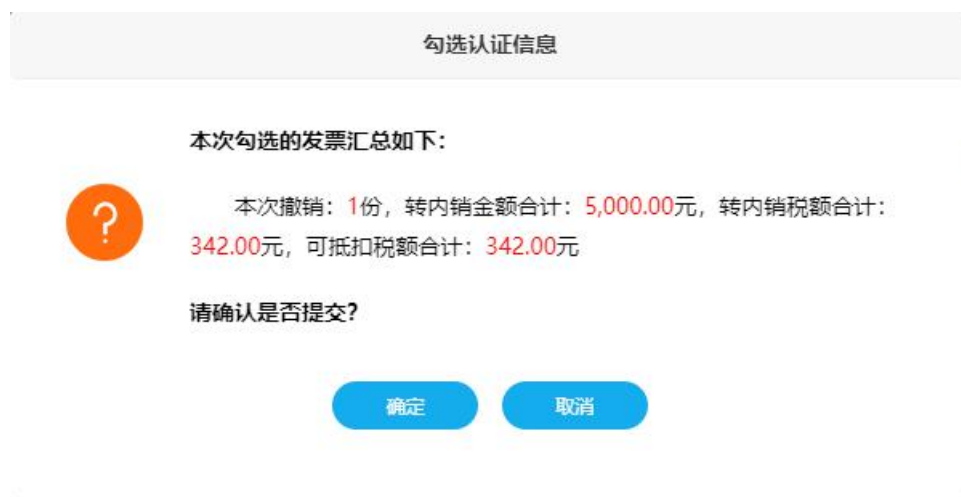 勾选认证信息
本次勾选的发票汇总如下：
本次撤销：1份，转内销金额合计：5,000.00元，转内销税额合计：
342.00元，可抵扣税额合计：342.00元
请确认是否提交?
确定 取消